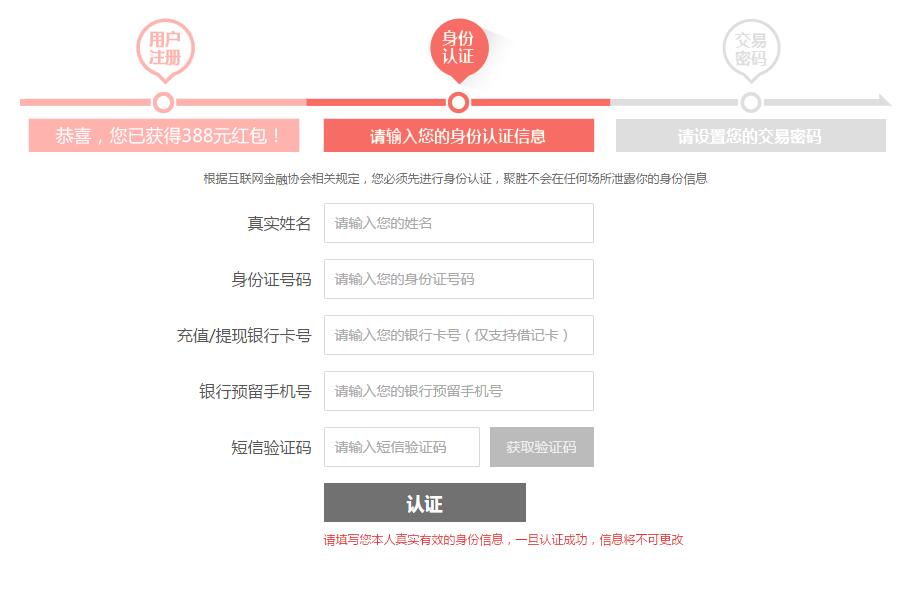 用户
注册
身份
认证
交易
密码
恭喜，您已获得388元红包！
请输入您的身份认证信息
请设置您的交易密码
根据互联网金融协会相关规定，您必须先进行身份认证，聚胜不会在任何场所泄露你的身份信息
真实姓名 请输入您的姓名
身份证号码 请输入您的身份证号码
充值/提现银行卡号 请输入您的银行卡号（仅支持借记卡）
银行预留手机号 请输入您的银行预留手机号
短信验证码 请输入短信验证码 获取验证码
认证
请填写您本人真实有效的身份信息，一旦认证成功，信息将不可更改